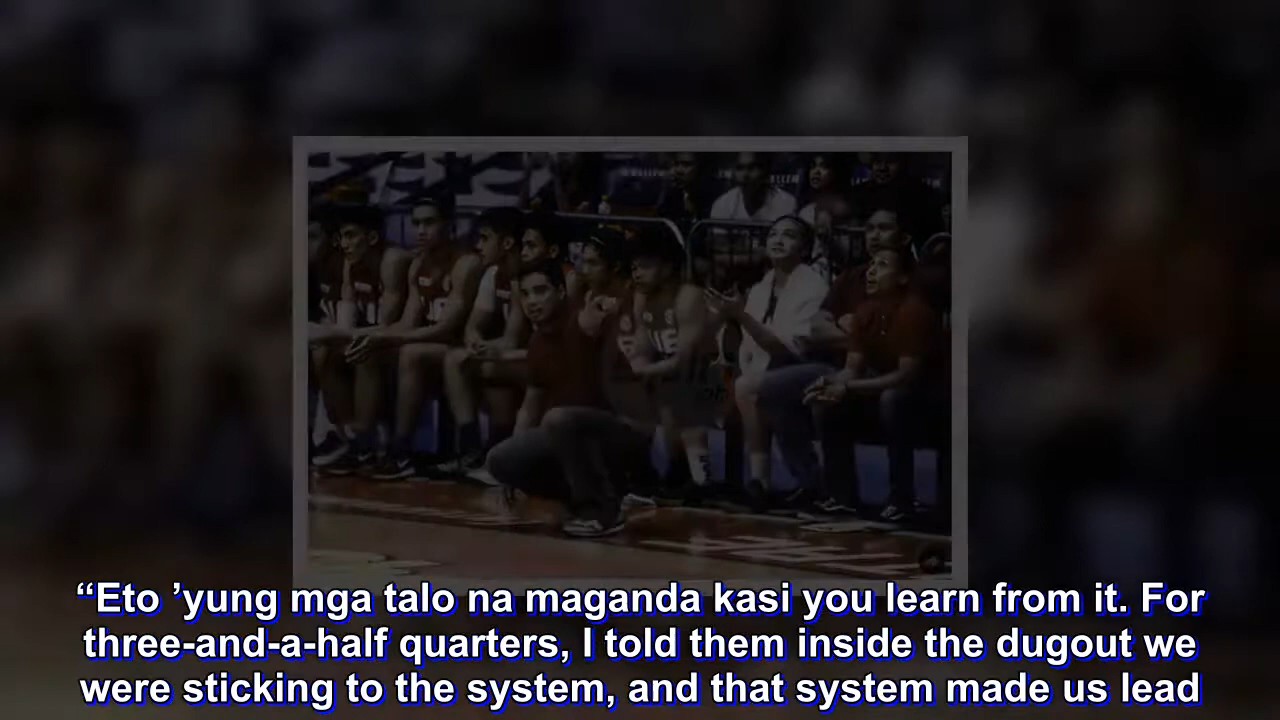 “Eto ’yung mga talo na maganda kasi you learn from it. For
three-and-a-half quarters, I told them inside the dugout we
were sticking to the system, and that system made us lead